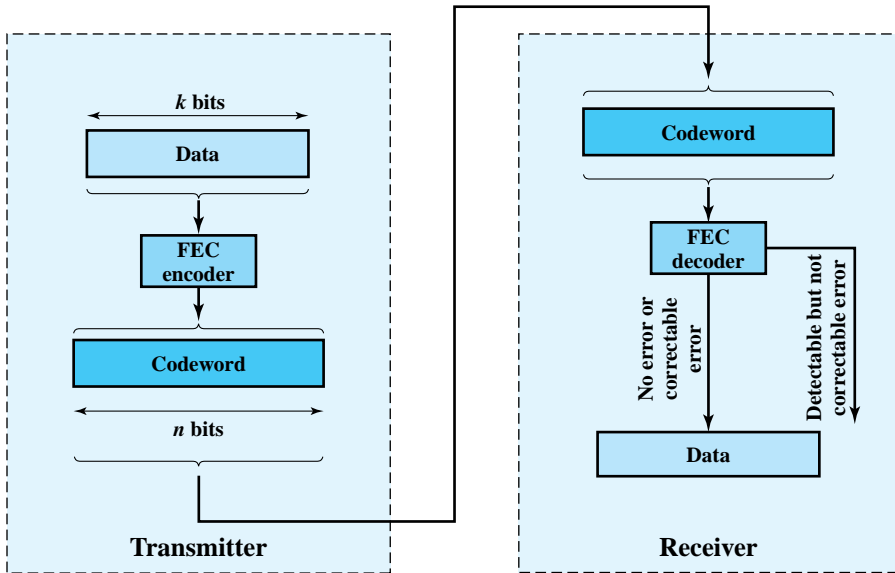 k bits
Data
FEC
encoder
Codeword
n bits
Transmitter
Codeword
FEC
decoder
No error or
correctable
error
Detectable but not
correctable error
Data
Receiver